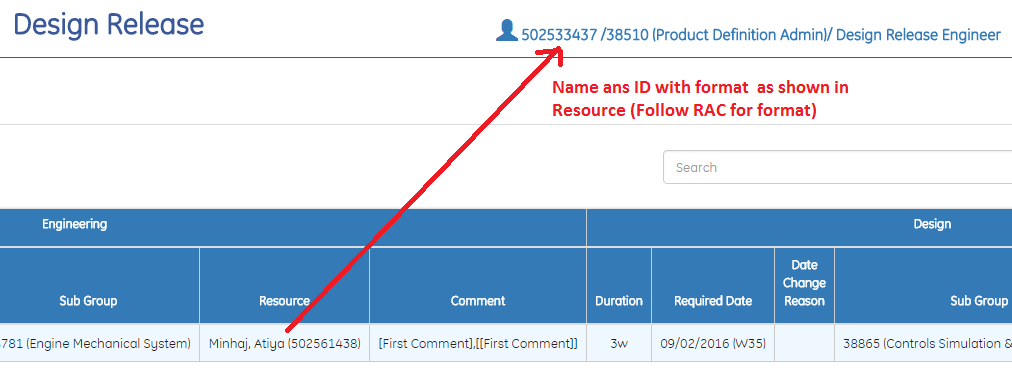 Design Release
502533437 /38510 (Product Definition Admin)/ Design Release Engineer
Name ans ID with format as shown in
Resource (Follow RAC for format)
Search
Engineering
Design
Sub Group
Resource
Comment
Duration
Required Date
Date
Change
Reason
Sub Group
781 (Engine Mechanical System)
Minhaj, Atiya (502561438)
[First Comment],[[First Comment]]
3w
09/02/2016 (W35)
38865 (Controls Simulation &